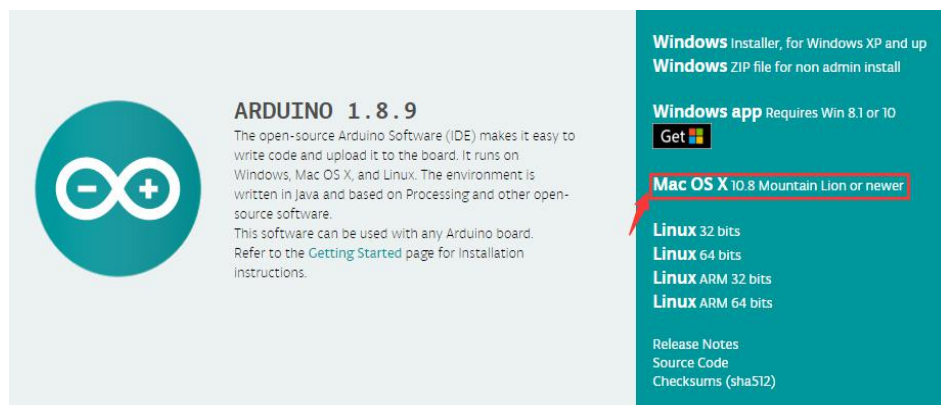 ARDUINO 1.8.9
The open-source Arduino Software (IDE) makes it easy to
write code and upload it to the board. It runs on
Windows, Mac OS X, and Linux. The environment is
written in Java and based on Processing and other open-
source software.
This software can be used with any Arduino board.
Refer to the Getting Started page for Installation
instructions.
Windows Installer, for Windows XP and up
Windows ZIP file for non admin install
Windows app Requires Win 8.1 or 10
Get
Mac OS X 10.8 Mountain Lion or newer
Linux 32 bits
Linux 64 bits
Linux ARM 32 bits
Linux ARM 64 bits
Release Notes
Source Code
Checksums (sha512)